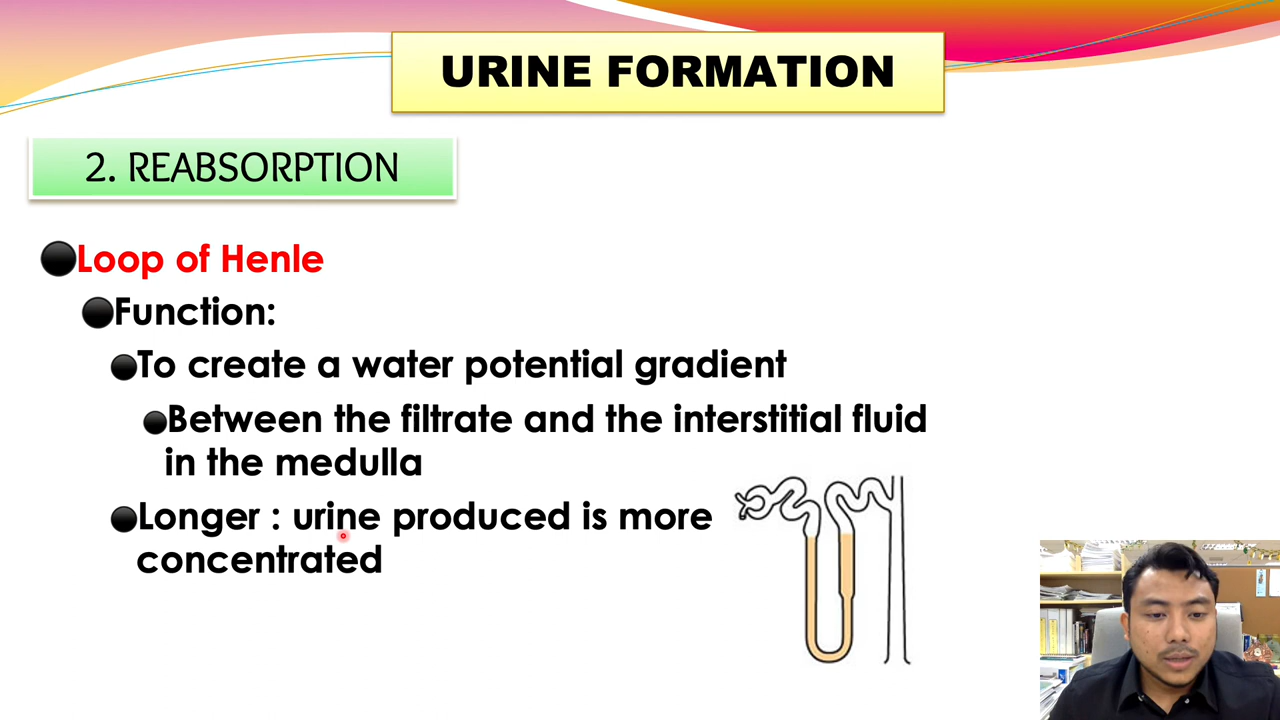 URINE FORMATION
2. REABSORPTION
Loop of Henle
Function:
To create a water potential gradient
Between the filtrate and the interstitial fluid
in the medulla
Longer : urine produced is more
concentrated